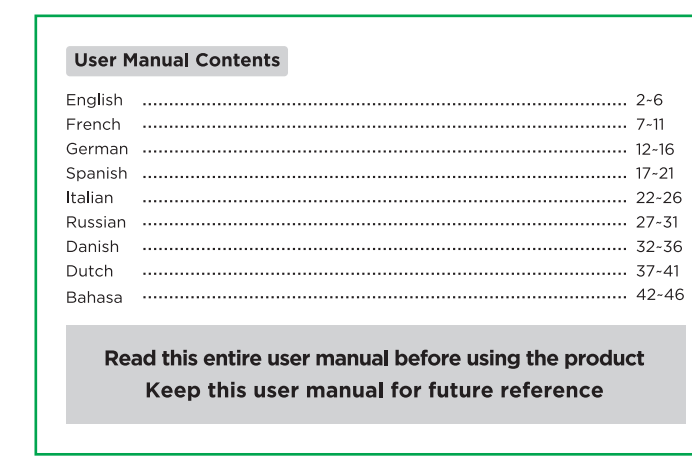 User Manual Contents
English ........................................................................................... 2~6
French ........................................................................................... 7~11
German ........................................................................................... 12~16
Spanish ........................................................................................... 17~21
Italian ........................................................................................... 22~26
Russian ........................................................................................... 27~31
Danish ........................................................................................... 32~36
Dutch ........................................................................................... 37~41
Bahasa ........................................................................................... 42~46
Read this entire user manual before using the product
Keep this user manual for future reference